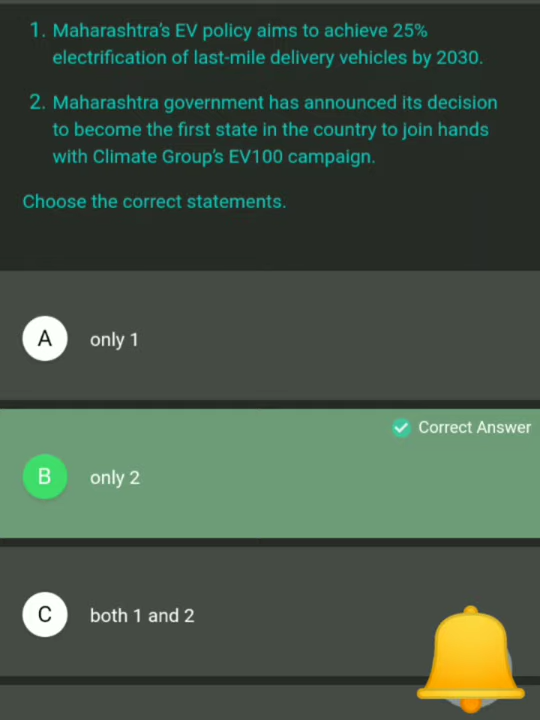 1. Maharashtra's EV policy aims to achieve 25%
electrification of last-mile delivery vehicles by 2030.
2. Maharashtra government has announced its decision
to become the first state in the country to join hands
with Climate Group's EV100 campaign.
Choose the correct statements.
A only 1
Correct Answer
B only 2
C both 1 and 2